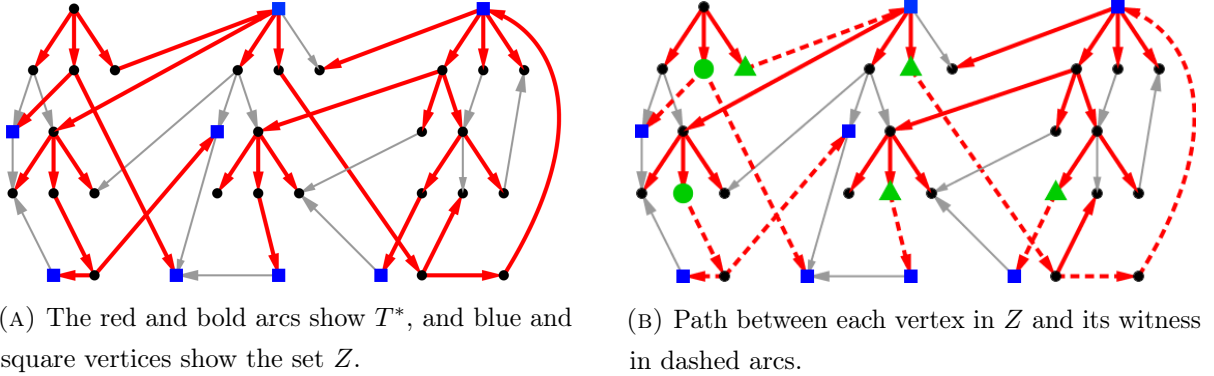 (A) The red and bold arcs show T*, and blue and
square vertices show the set Z.
(B) Path between each vertex in Z and its witness
in dashed arcs.